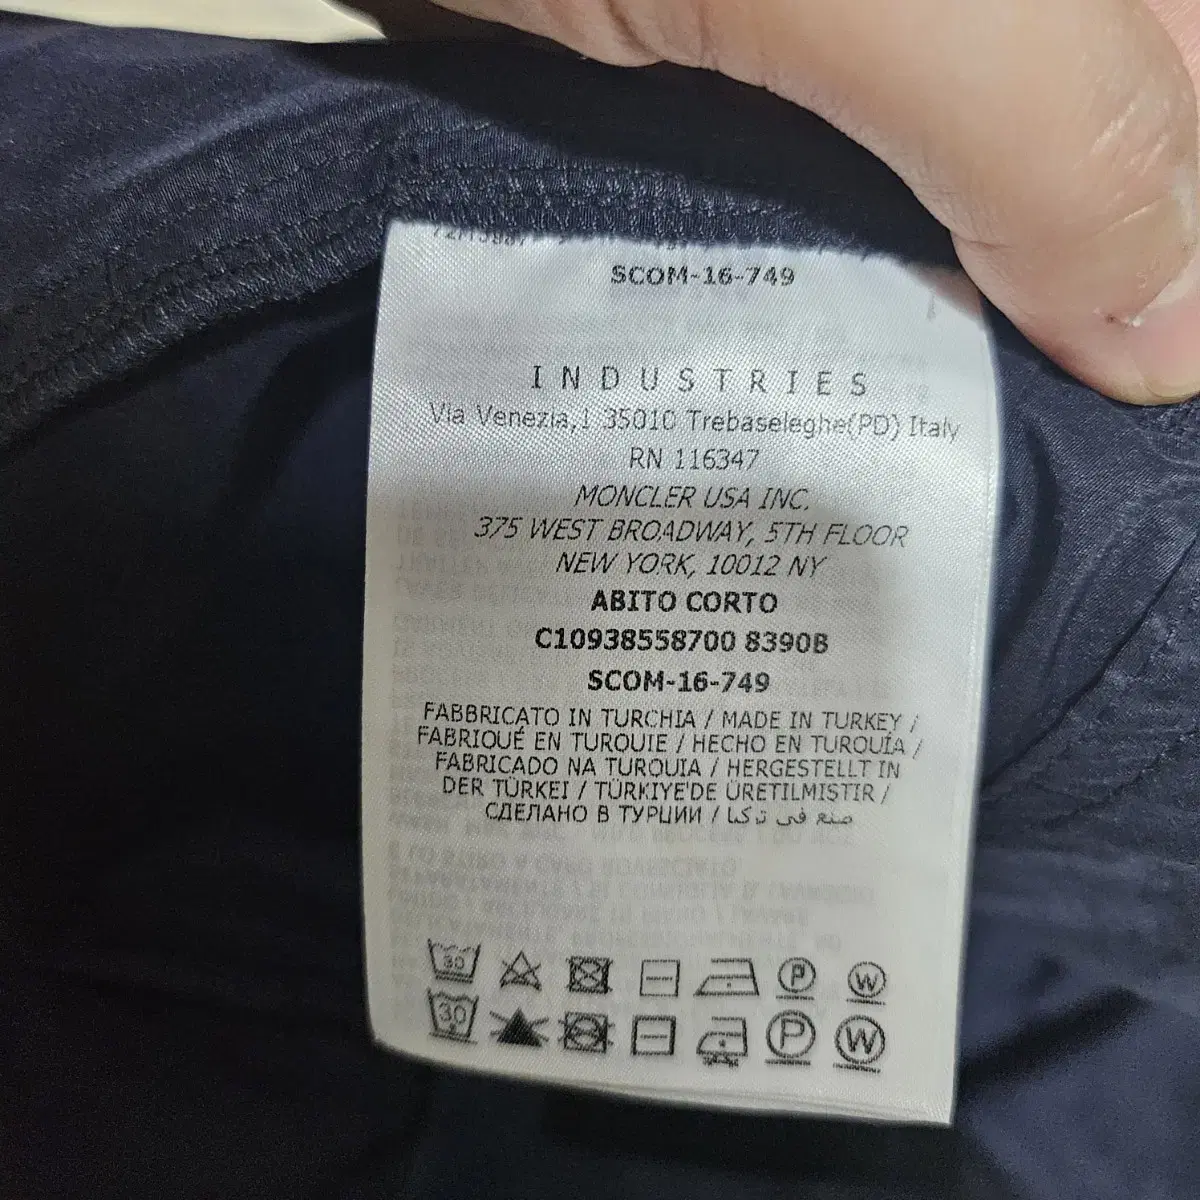 SCOM-16-749
INDUSTRIES
Via Venezia,1 35010 Trebaseleghe(PD) Italy
RN 116347
MONCLER USA INC.
375 WEST BROADWAY, 5TH FLOOR
NEW YORK, 10012 NY
ABITO CORTO
C10938558700 8390B
SCOM-16-749
FABBRICATO IN TURCHIA / MADE IN TURKEY /
FABRIQUÉ EN TURQUIE / HECHO EN TURQUÍA /
FABRICADO NA TURQUIA / HERGESTELLT IN
DER TÜRKEI / TÜRKIYE'DE ÜRETILMISTIR /
СДЕЛАНО В ТУРЦИИ / صنع في تركيا
30 P W
30 P W